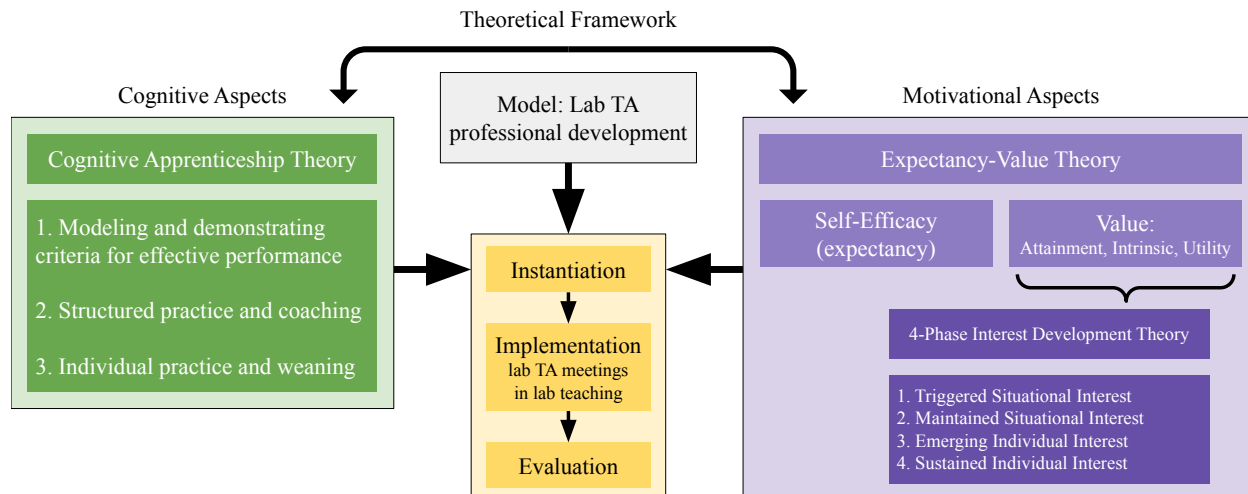 Theoretical Framework
Cognitive Aspects
Cognitive Apprenticeship Theory
1. Modeling and demonstrating
criteria for effective performance
2. Structured practice and coaching
3. Individual practice and weaning
Model: Lab TA
professional development
Instantiation
Implementation
lab TA meetings
in lab teaching
Evaluation
Motivational Aspects
Expectancy-Value Theory
Self-Efficacy
(expectancy)
Value:
Attainment, Intrinsic, Utility
4-Phase Interest Development Theory
1. Triggered Situational Interest
2. Maintained Situational Interest
3. Emerging Individual Interest
4. Sustained Individual Interest